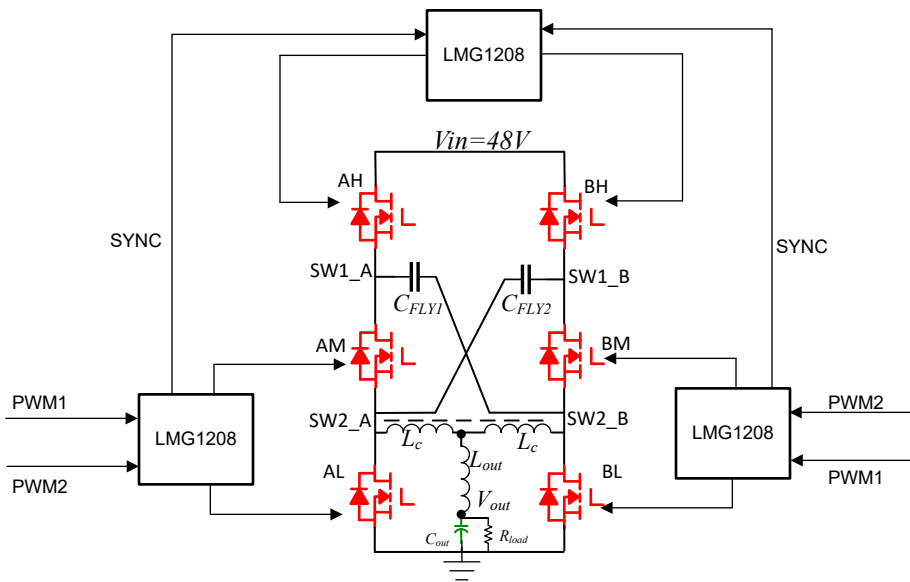 LMG1208
Vin=48V
AH
BH
SYNC
SYNC
SW1_A
SW1_B
CFLY1
CFLY2
AM
BM
PWM1
PWM2
LMG1208
LMG1208
SW2_A
SW2_B
Lc
Lc
PWM2
PWM1
Lout
AL
BL
Vout
Cout
Rload